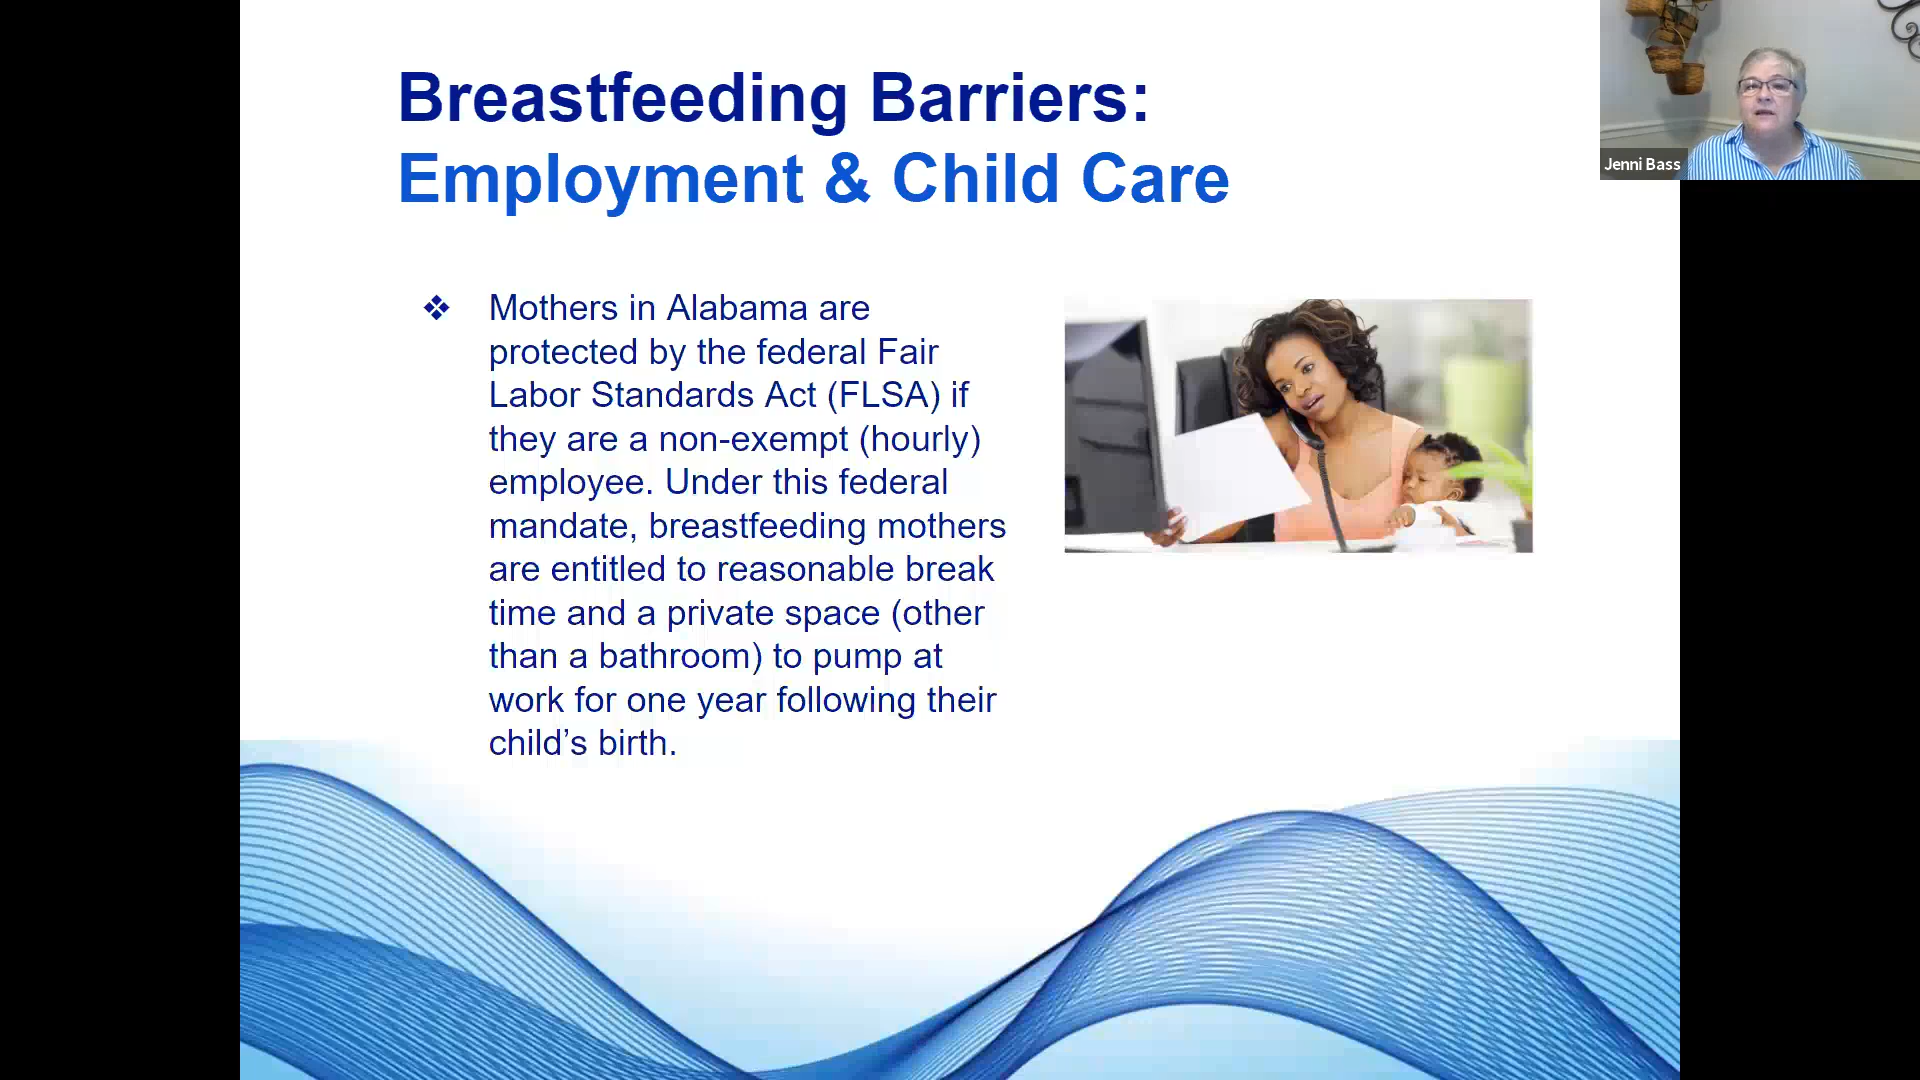 Breastfeeding Barriers:
Employment & Child Care
Jenni Bass
❖ Mothers in Alabama are
protected by the federal Fair
Labor Standards Act (FLSA) if
they are a non-exempt (hourly)
employee. Under this federal
mandate, breastfeeding mothers
are entitled to reasonable break
time and a private space (other
than a bathroom) to pump at
work for one year following their
child’s birth.